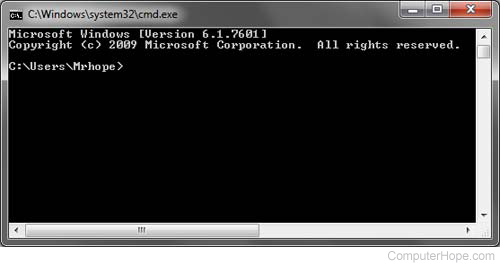 C:\Windows\system32\cmd.exe
Microsoft Windows [Version 6.1.7601]
Copyright (c) 2009 Microsoft Corporation.  All rights reserved.
C:\Users\Mrhope>
ComputerHope.com